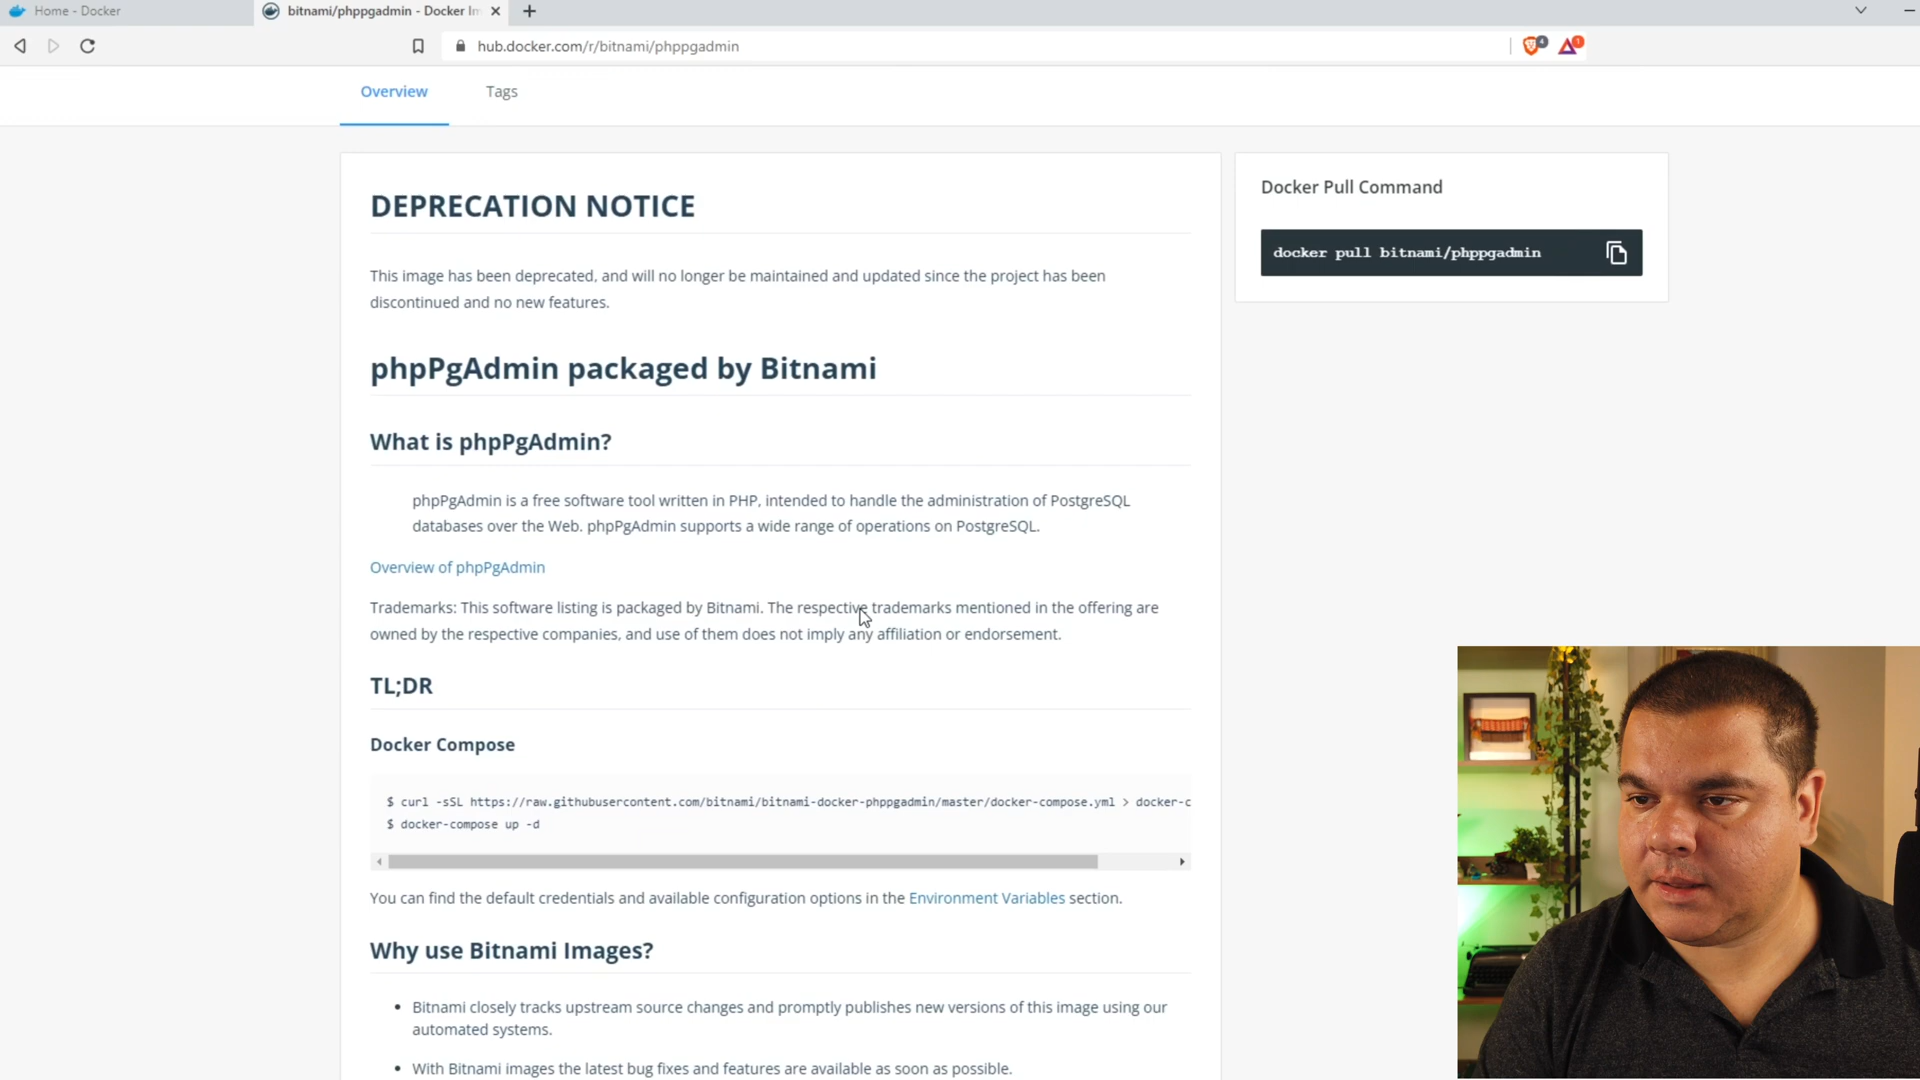 Home - Docker
bitnami/phppgadmin - Docker Im
hub.docker.com/r/bitnami/phppgadmin
4
1
Overview
Tags
DEPRECATION NOTICE
This image has been deprecated, and will no longer be maintained and updated since the project has been
discontinued and no new features.
phpPgAdmin packaged by Bitnami
What is phpPgAdmin?
phpPgAdmin is a free software tool written in PHP, intended to handle the administration of PostgreSQL
databases over the Web. phpPgAdmin supports a wide range of operations on PostgreSQL.
Overview of phpPgAdmin
Trademarks: This software listing is packaged by Bitnami. The respective trademarks mentioned in the offering are
owned by the respective companies, and use of them does not imply any affiliation or endorsement.
TL;DR
Docker Compose
$ curl -sSL https://raw.githubusercontent.com/bitnami/bitnami-docker-phppgadmin/master/docker-compose.yml > docker-c
$ docker-compose up -d
You can find the default credentials and available configuration options in the Environment Variables section.
Why use Bitnami Images?
• Bitnami closely tracks upstream source changes and promptly publishes new versions of this image using our
automated systems.
• With Bitnami images the latest bug fixes and features are available as soon as possible.
Docker Pull Command
docker pull bitnami/phppgadmin